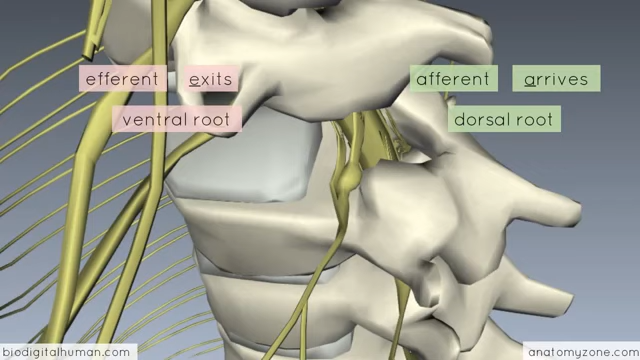 efferent exits
ventral root
afferent arrives
dorsal root
biodigitalhuman.com
anatomyzone.com